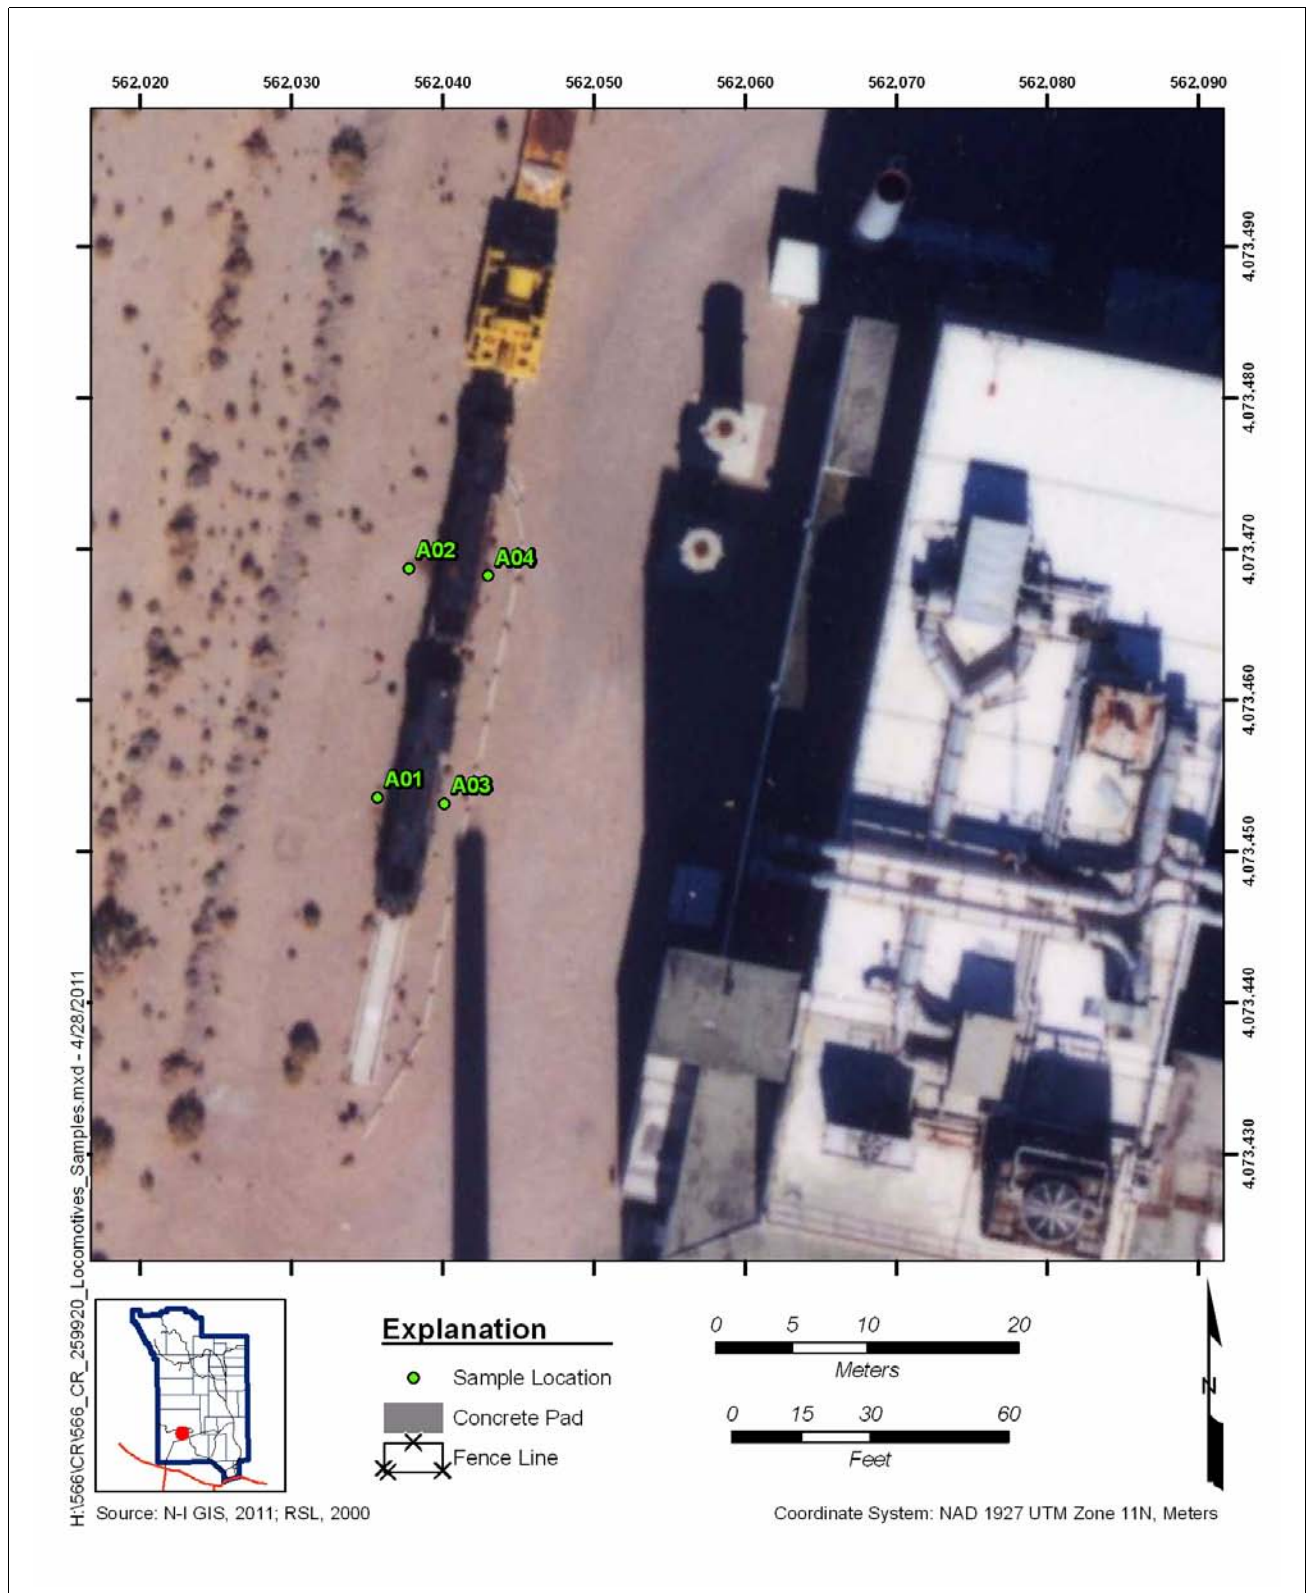 562,020 562,030 562,040 562,050 562,060 562,070 562,080 562,090
4,073,490
4,073,480
4,073,470
4,073,460
4,073,450
4,073,440
4,073,430
A02
A04
A01
A03
H:\566\CR\566_CR_259920_Locomotives_Samples.mxd - 4/28/2011
Explanation
Sample Location
Concrete Pad
Fence Line
0 5 10 20
Meters
0 15 30 60
Feet
N
Source: N-I GIS, 2011; RSL, 2000
Coordinate System: NAD 1927 UTM Zone 11N, Meters